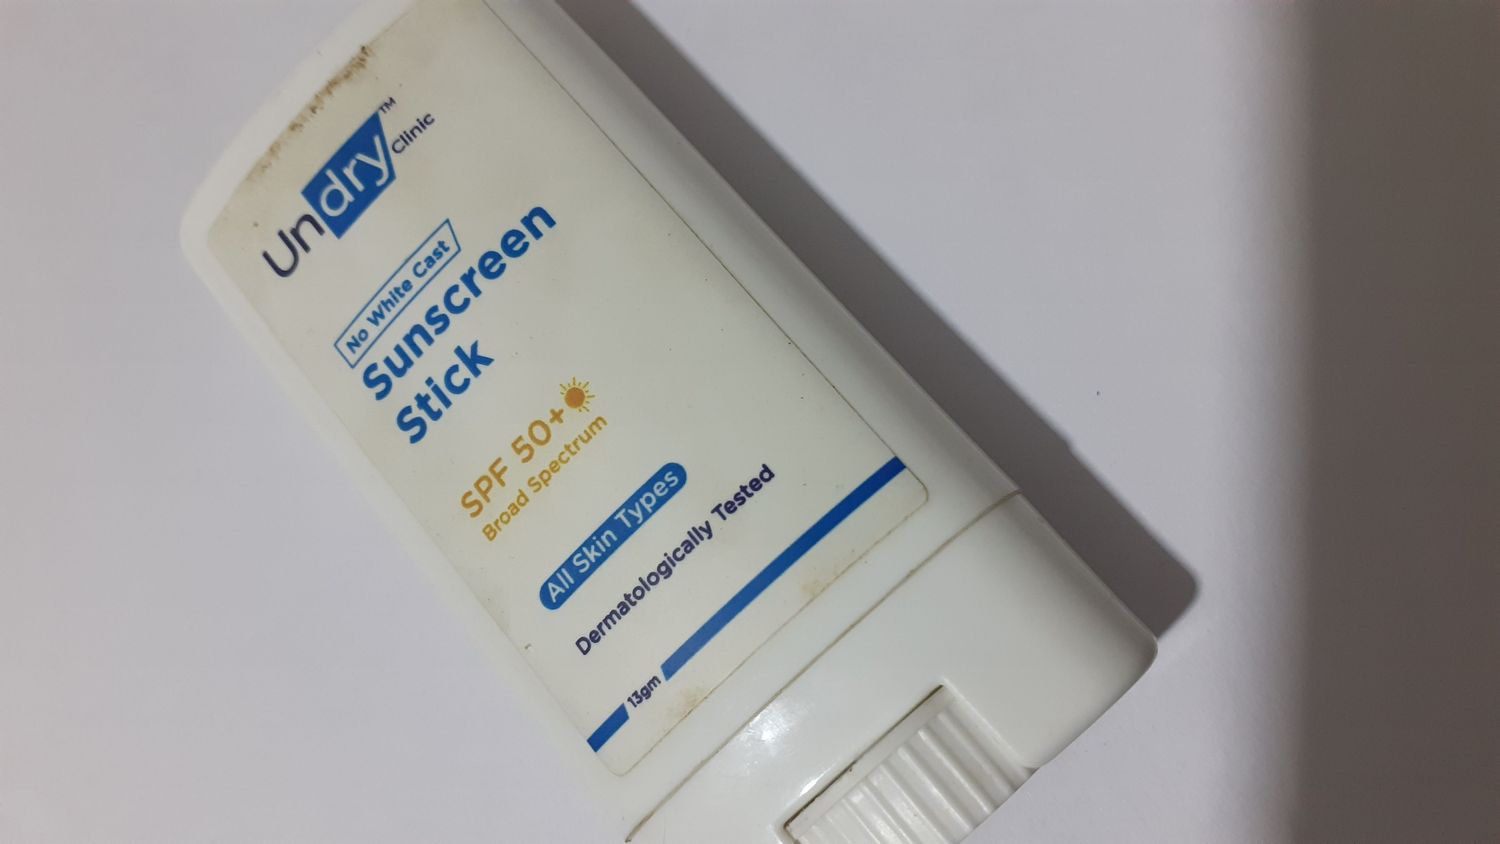 Undry™ Clinic
No White Cast
Sunscreen
Stick
SPF 50+
Broad Spectrum
All Skin Types
Dermatologically Tested
13gm